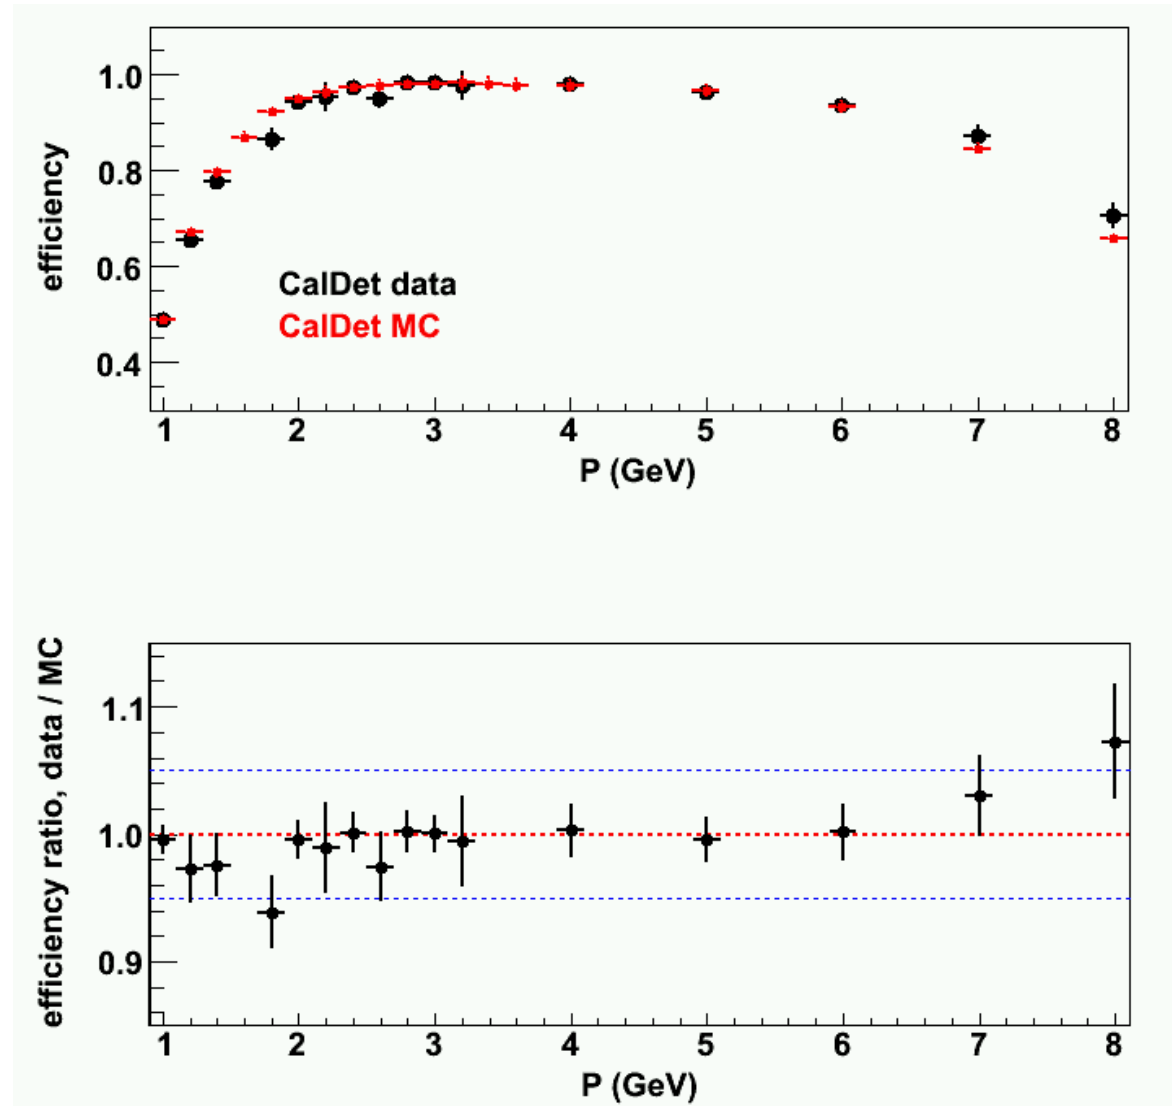 1.0
0.8
0.6
0.4
efficiency
CalDet data
CalDet MC
1 2 3 4 5 6 7 8
P (GeV)
efficiency ratio, data / MC
1.1
1.0
0.9
1 2 3 4 5 6 7 8
P (GeV)